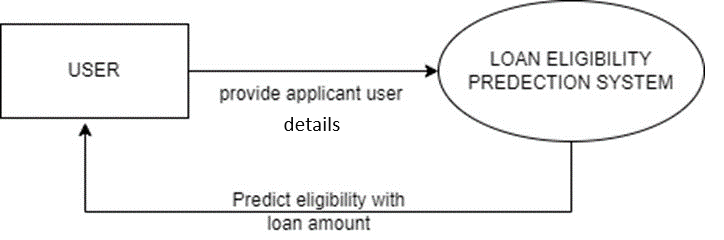 USER
LOAN ELIGIBILITY
PREDECTION SYSTEM
provide applicant user
details
Predict eligibility with
loan amount